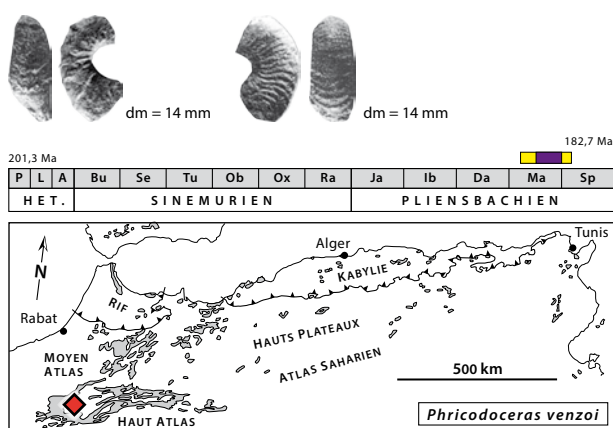 dm = 14 mm
dm = 14 mm
201,3 Ma
182,7 Ma
P L A Bu Se Tu Ob Ox Ra Ja Ib Da Ma Sp
HET. SINEMURIEN PLIENSBACHIEN
Tunis
Alger
N
KABYLIE
RIF
Rabat
HAUTS PLATEAUX
MOYEN
ATLAS
ATLAS SAHARIEN
500 km
HAUT ATLAS
Phricodoceras venzoi